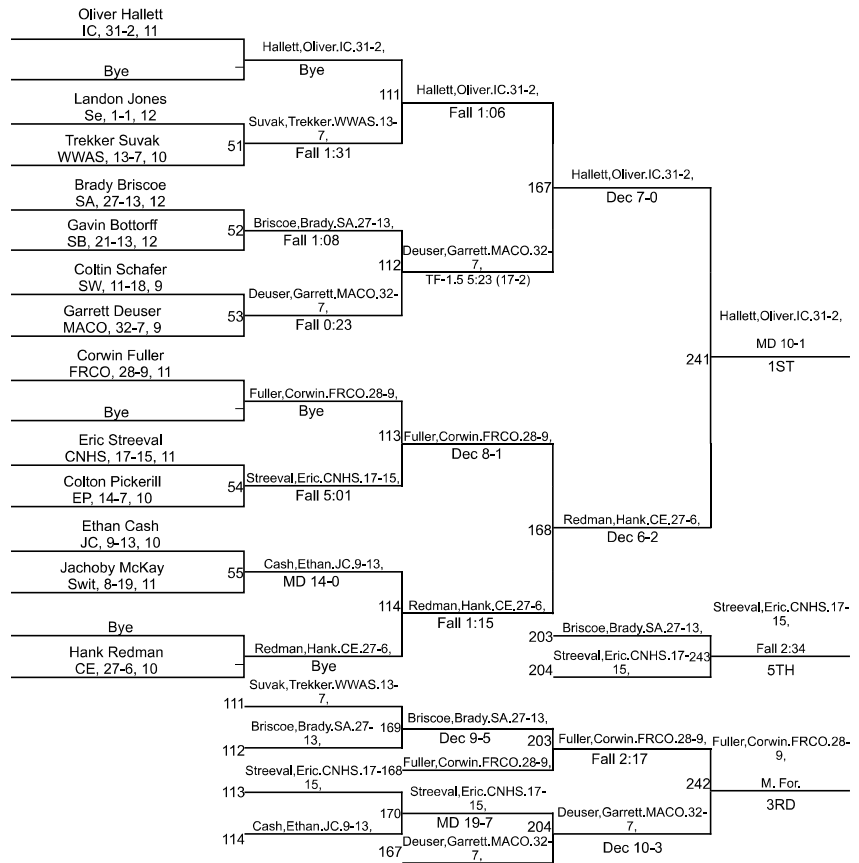 Oliver Hallett
IC, 31-2, 11
Hallett,Oliver.IC.31-2,
Bye
Bye
111
Hallett,Oliver.IC.31-2,
Fall 1:06
Landon Jones
Se, 1-1, 12
Suvak,Trekker.WWAS.13-
7,
Trekker Suvak
WWAS, 13-7, 10
51
Fall 1:31
167
Hallett,Oliver.IC.31-2,
Dec 7-0
Brady Briscoe
SA, 27-13, 12
Gavin Bottorff
SB, 21-13, 12
52
Briscoe,Brady.SA.27-13,
Fall 1:08
112
Deuser,Garrett.MACO.32-
7,
TF-1.5 5:23 (17-2)
Coltin Schafer
SW, 11-18, 9
Deuser,Garrett.MACO.32-
7,
Garrett Deuser
MACO, 32-7, 9
53
Fall 0:23
Hallett,Oliver.IC.31-2,
241
MD 10-1
1ST
Corwin Fuller
FRCO, 28-9, 11
Fuller,Corwin.FRCO.28-9,
Bye
Bye
113
Fuller,Corwin.FRCO.28-9,
Dec 8-1
Eric Streeval
CNHS, 17-15, 11
Colton Pickerill
EP, 14-7, 10
54
Streeval,Eric.CNHS.17-15,
Fall 5:01
168
Redman,Hank.CE.27-6,
Dec 6-2
Ethan Cash
JC, 9-13, 10
Jachoby McKay
Swit, 8-19, 11
55
Cash,Ethan.JC.9-13,
MD 14-0
114
Redman,Hank.CE.27-6,
Fall 1:15
Bye
Hank Redman
CE, 27-6, 10
Redman,Hank.CE.27-6,
Bye
203
Briscoe,Brady.SA.27-13,
204
Streeval,Eric.CNHS.17-
15,
243
Streeval,Eric.CNHS.17-
15,
Fall 2:34
5TH
111
Suvak,Trekker.WWAS.13-
7,
112
Briscoe,Brady.SA.27-
13,
169
Briscoe,Brady.SA.27-13,
Dec 9-5
203
Fuller,Corwin.FRCO.28-9,
Fall 2:17
168
Fuller,Corwin.FRCO.28-9,
113
Streeval,Eric.CNHS.17-
15,
114
Cash,Ethan.JC.9-13,
170
Streeval,Eric.CNHS.17-
15,
MD 19-7
204
Deuser,Garrett.MACO.32-
7,
Dec 10-3
167
Deuser,Garrett.MACO.32-
7,
242
Fuller,Corwin.FRCO.28-
9,
M. For.
3RD